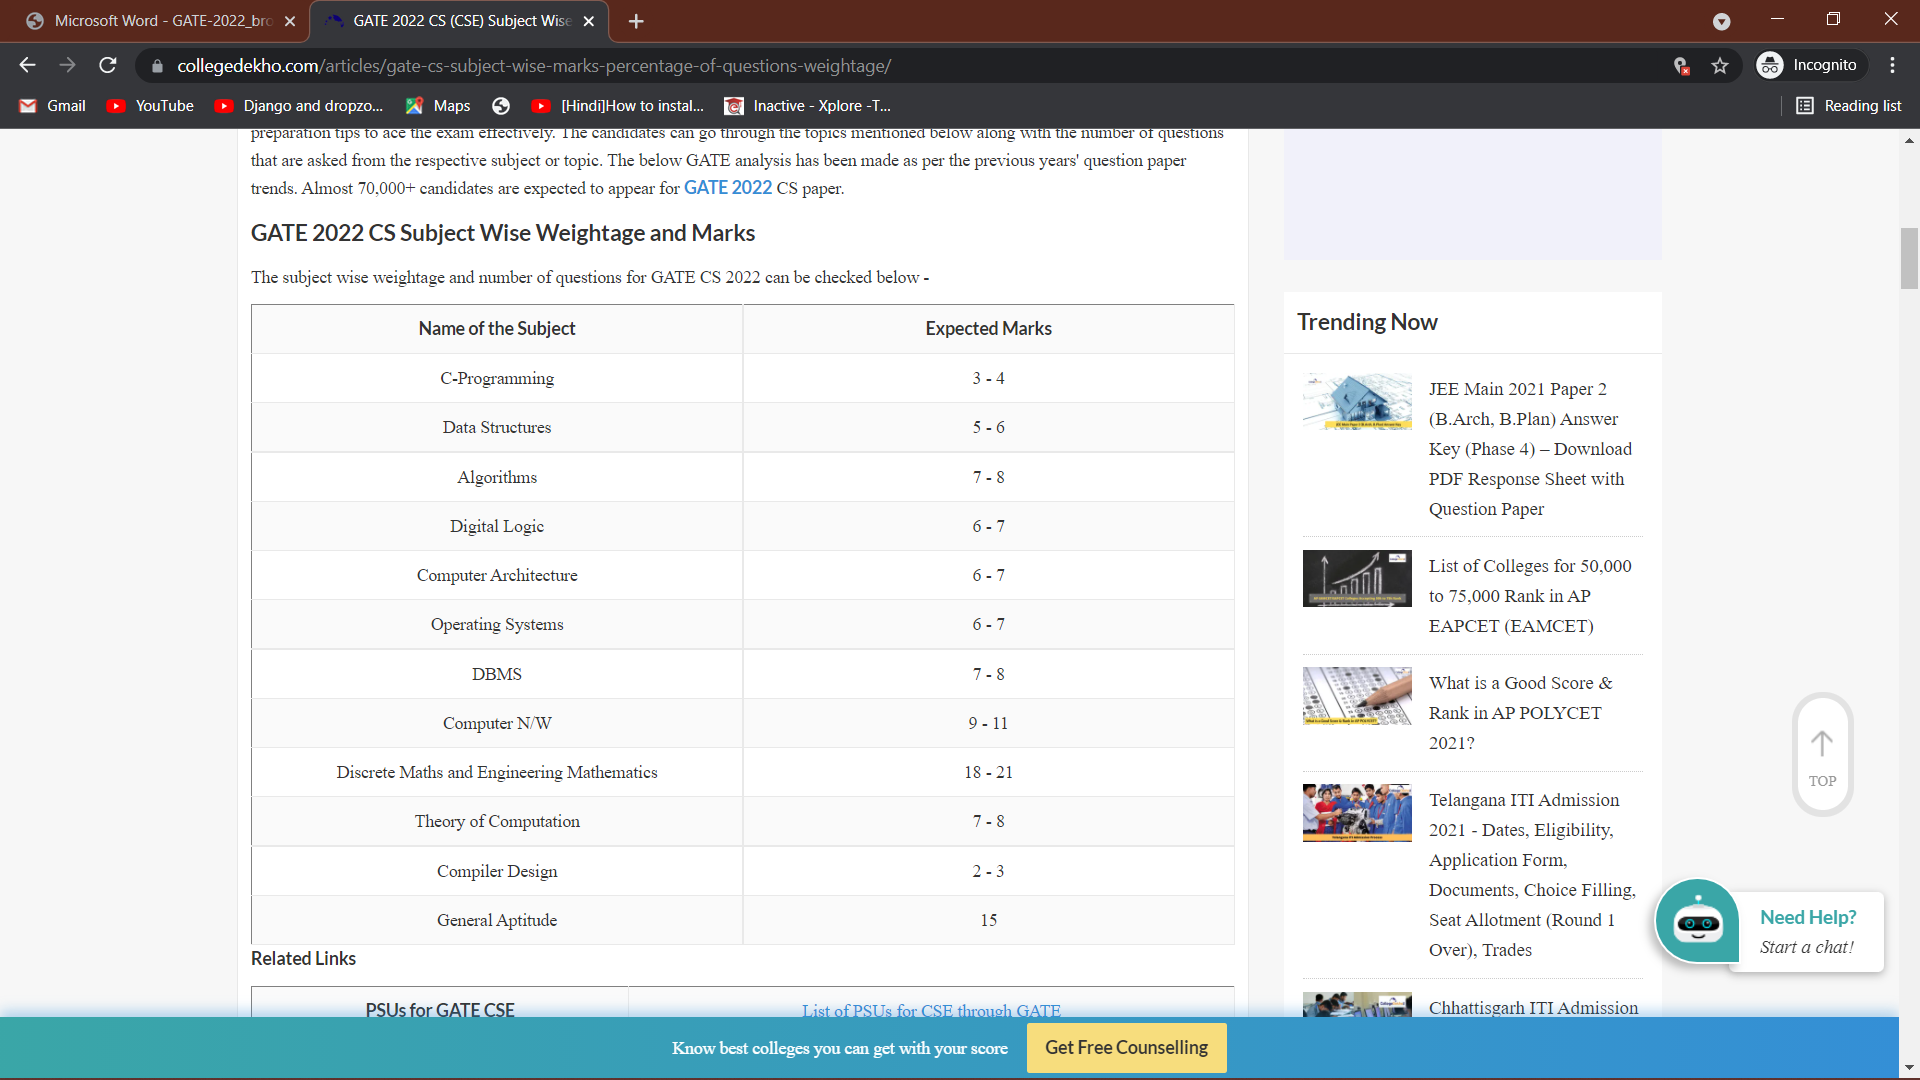 Microsoft Word - GATE-2022_bro
GATE 2022 CS (CSE) Subject Wise
collegedekho.com/articles/gate-cs-subject-wise-marks-percentage-of-questions-weightage/
Incognito
Gmail
YouTube
Django and dropzo...
Maps
[Hindi]How to instal...
Inactive - Xplore -T...
Reading list
preparation tips to ace the exam effectively. The candidates can go through the topics mentioned below along with the number of questions
that are asked from the respective subject or topic. The below GATE analysis has been made as per the previous years' question paper
trends. Almost 70,000+ candidates are expected to appear for GATE 2022 CS paper.
GATE 2022 CS Subject Wise Weightage and Marks
The subject wise weightage and number of questions for GATE CS 2022 can be checked below -
Name of the Subject Expected Marks
C-Programming 3 - 4
Data Structures 5 - 6
Algorithms 7 - 8
Digital Logic 6 - 7
Computer Architecture 6 - 7
Operating Systems 6 - 7
DBMS 7 - 8
Computer N/W 9 - 11
Discrete Maths and Engineering Mathematics 18 - 21
Theory of Computation 7 - 8
Compiler Design 2 - 3
General Aptitude 15
Related Links
PSUs for GATE CSE List of PSUs for CSE through GATE
Trending Now
JEE Main 2021 Paper 2
(B.Arch, B.Plan) Answer
Key (Phase 4) – Download
PDF Response Sheet with
Question Paper
List of Colleges for 50,000
to 75,000 Rank in AP
EAPCET (EAMCET)
What is a Good Score &
Rank in AP POLYCET
2021?
Telangana ITI Admission
2021 - Dates, Eligibility,
Application Form,
Documents, Choice Filling,
Seat Allotment (Round 1
Over), Trades
Chhattisgarh ITI Admission
TOP
Need Help?
Start a chat!
Know best colleges you can get with your score
Get Free Counselling